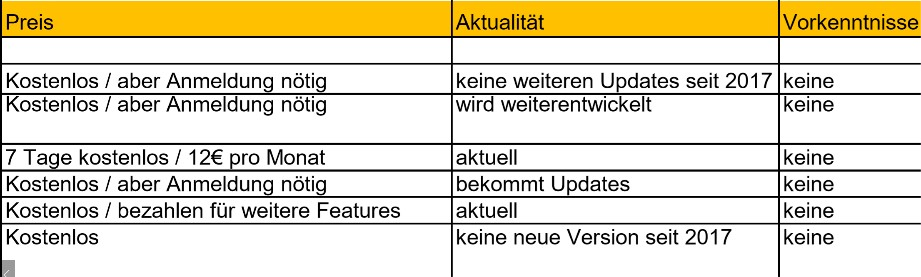 Preis Aktualität Vorkenntnisse
Kostenlos / aber Anmeldung nötig keine weiteren Updates seit 2017 keine
Kostenlos / aber Anmeldung nötig wird weiterentwickelt keine
7 Tage kostenlos / 12€ pro Monat aktuell keine
Kostenlos / aber Anmeldung nötig bekommt Updates keine
Kostenlos / bezahlen für weitere Features aktuell keine
Kostenlos keine neue Version seit 2017 keine